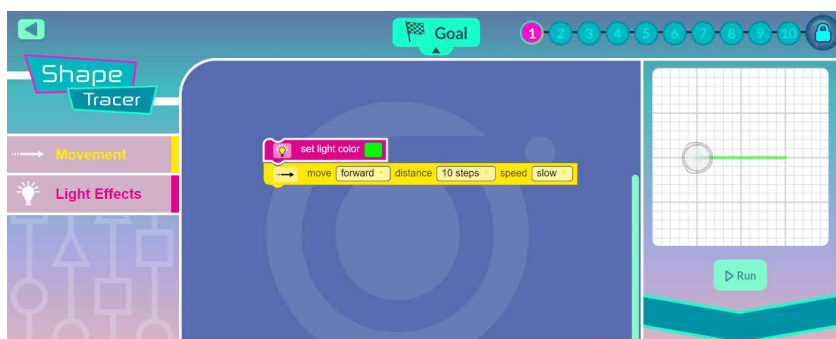 Goal
1 2 3 4 5 6 7 8 9 10
Shape
Tracer
Movement
Light Effects
set light color
move forward distance 10 steps speed slow
Run